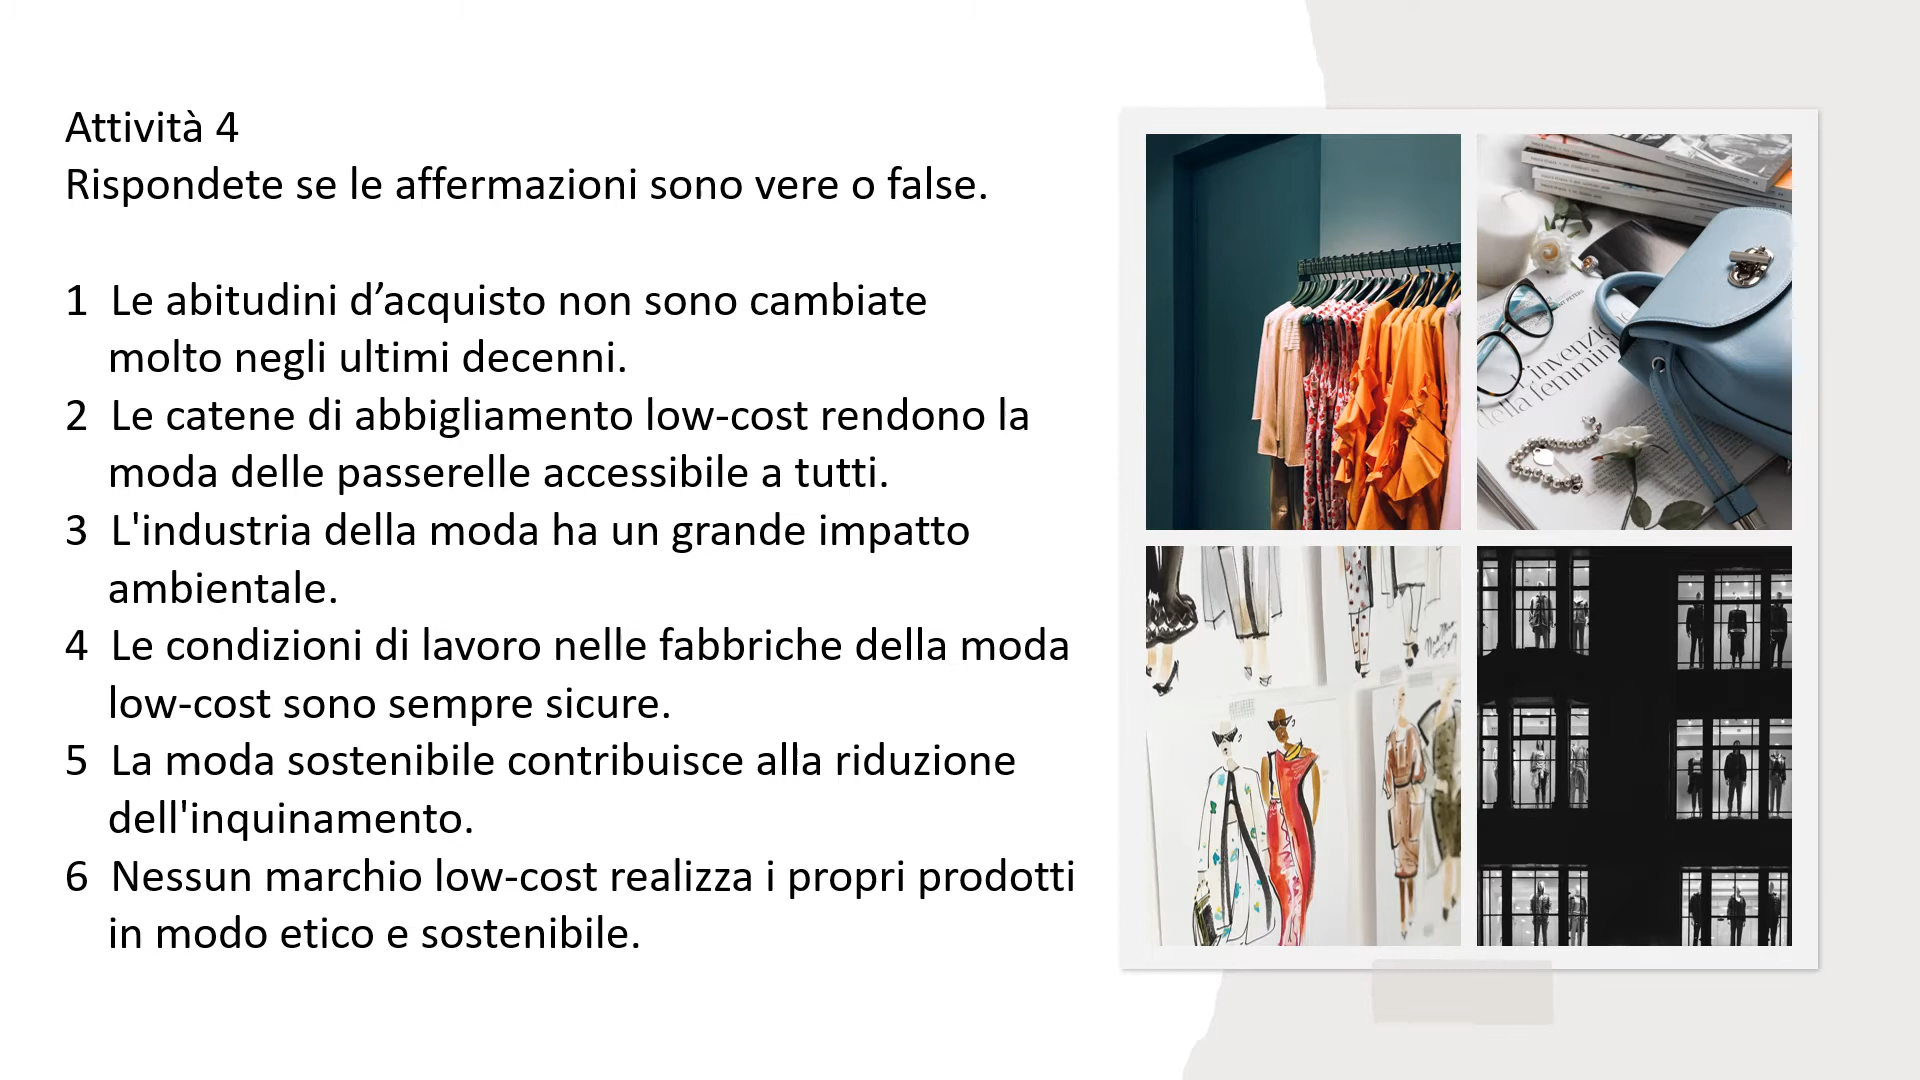 Attività 4
Rispondete se le affermazioni sono vere o false.
1 Le abitudini d’acquisto non sono cambiate
molto negli ultimi decenni.
2 Le catene di abbigliamento low-cost rendono la
moda delle passerelle accessibile a tutti.
3 L'industria della moda ha un grande impatto
ambientale.
4 Le condizioni di lavoro nelle fabbriche della moda
low-cost sono sempre sicure.
5 La moda sostenibile contribuisce alla riduzione
dell'inquinamento.
6 Nessun marchio low-cost realizza i propri prodotti
in modo etico e sostenibile.
L'invenzione
della femmini